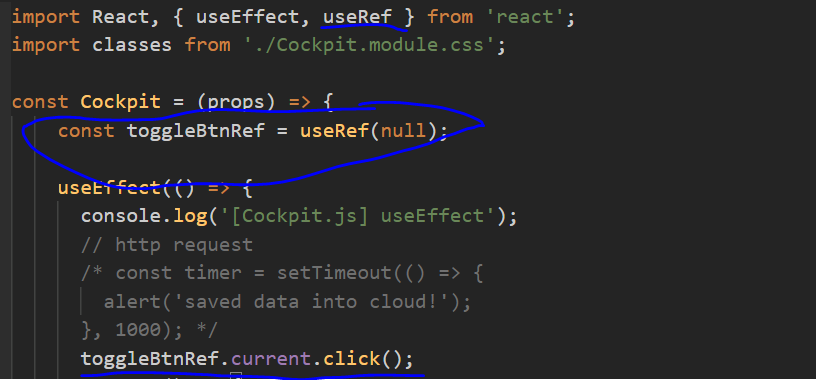 import React, { useEffect, useRef } from 'react';
import classes from './Cockpit.module.css';
const Cockpit = (props) => {
const toggleBtnRef = useRef(null);
useEffect(() => {
console.log('[Cockpit.js] useEffect');
// http request
/* const timer = setTimeout(() => {
alert('saved data into cloud!');
}, 1000); */
toggleBtnRef.current.click();